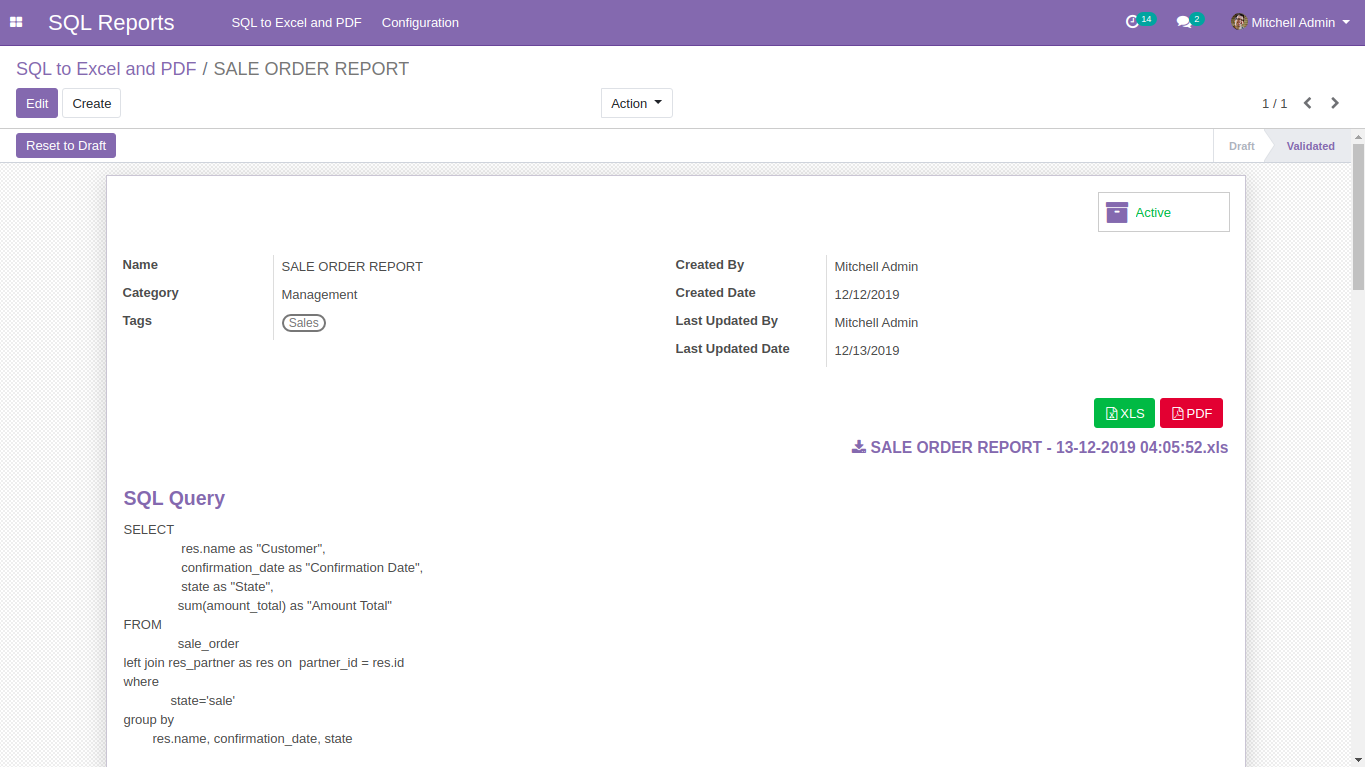 SQL Reports SQL to Excel and PDF Configuration 14 2 Mitchell Admin
SQL to Excel and PDF / SALE ORDER REPORT
Edit Create Action 1 / 1
Reset to Draft Draft Validated
Active
Name SALE ORDER REPORT Created By Mitchell Admin
Category Management Created Date 12/12/2019
Tags Sales Last Updated By Mitchell Admin
Last Updated Date 12/13/2019
XLS PDF
SALE ORDER REPORT - 13-12-2019 04:05:52.xls
SQL Query
SELECT
res.name as "Customer",
confirmation_date as "Confirmation Date",
state as "State",
sum(amount_total) as "Amount Total"
FROM
sale_order
left join res_partner as res on  partner_id = res.id
where
state='sale'
group by
res.name, confirmation_date, state